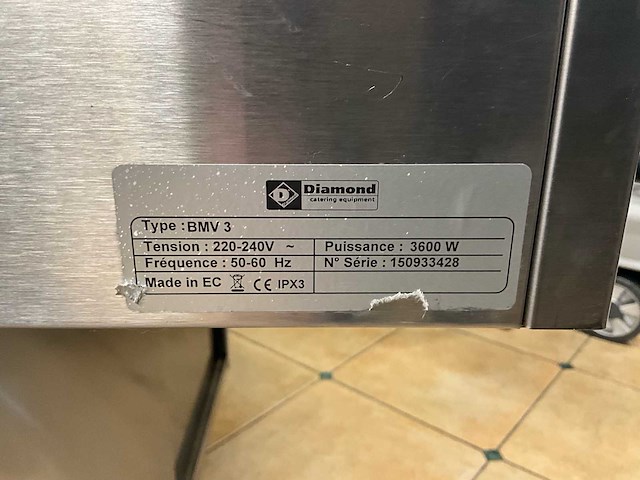 D Diamond
catering equipment
Type : BMV 3
Tension : 220-240V ~ Puissance : 3600 W
Fréquence : 50-60 Hz N° Série : 150933428
Made in EC CE IPX3